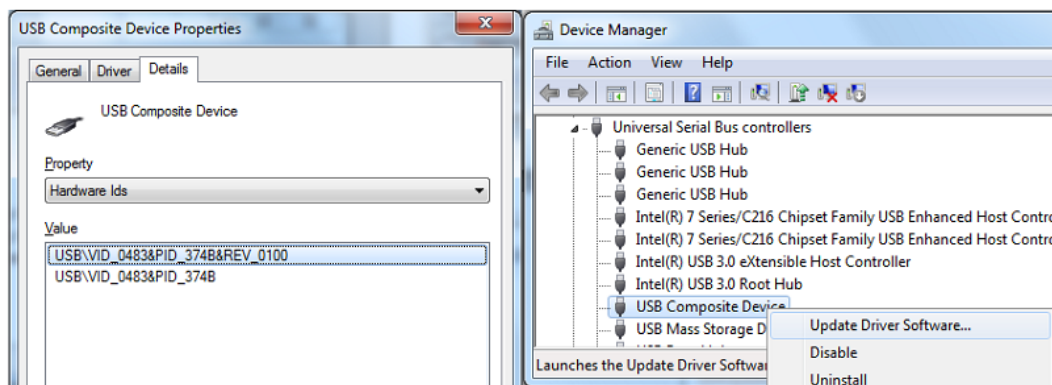 USB Composite Device Properties
General Driver Details
USB Composite Device
Property
Hardware Ids
Value
USB\VID_0483&PID_374B&REV_0100
USB\VID_0483&PID_374B
Device Manager
File Action View Help
Universal Serial Bus controllers
Generic USB Hub
Generic USB Hub
Generic USB Hub
Intel(R) 7 Series/C216 Chipset Family USB Enhanced Host Contro
Intel(R) 7 Series/C216 Chipset Family USB Enhanced Host Contro
Intel(R) USB 3.0 eXtensible Host Controller
Intel(R) USB 3.0 Root Hub
USB Composite Device
USB Mass Storage D
Update Driver Software...
Disable
Uninstall
Launches the Update Driver Softwa